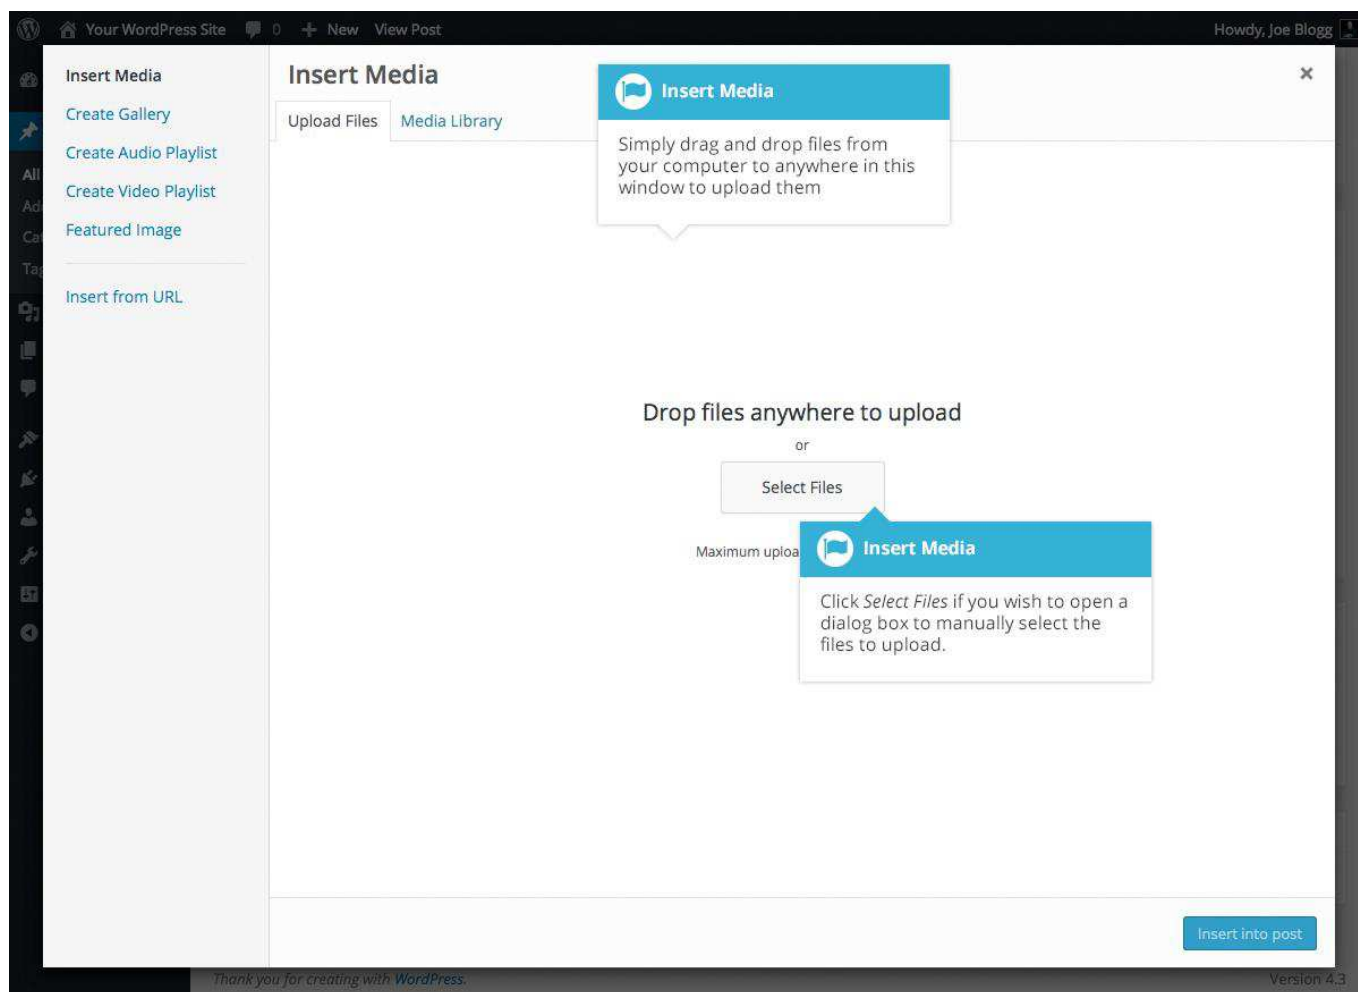 Your WordPress Site 0 + New View Post Howdy, Joe Blogg
Insert Media
Create Gallery
Create Audio Playlist
Create Video Playlist
Featured Image
Insert from URL
All
Ad
Cat
Tag
Insert Media
×
Upload Files Media Library
Insert Media
Simply drag and drop files from
your computer to anywhere in this
window to upload them
Drop files anywhere to upload
or
Select Files
Maximum uploa
Insert Media
Click Select Files if you wish to open a
dialog box to manually select the
files to upload.
Insert into post
Thank you for creating with WordPress.
Version 4.3